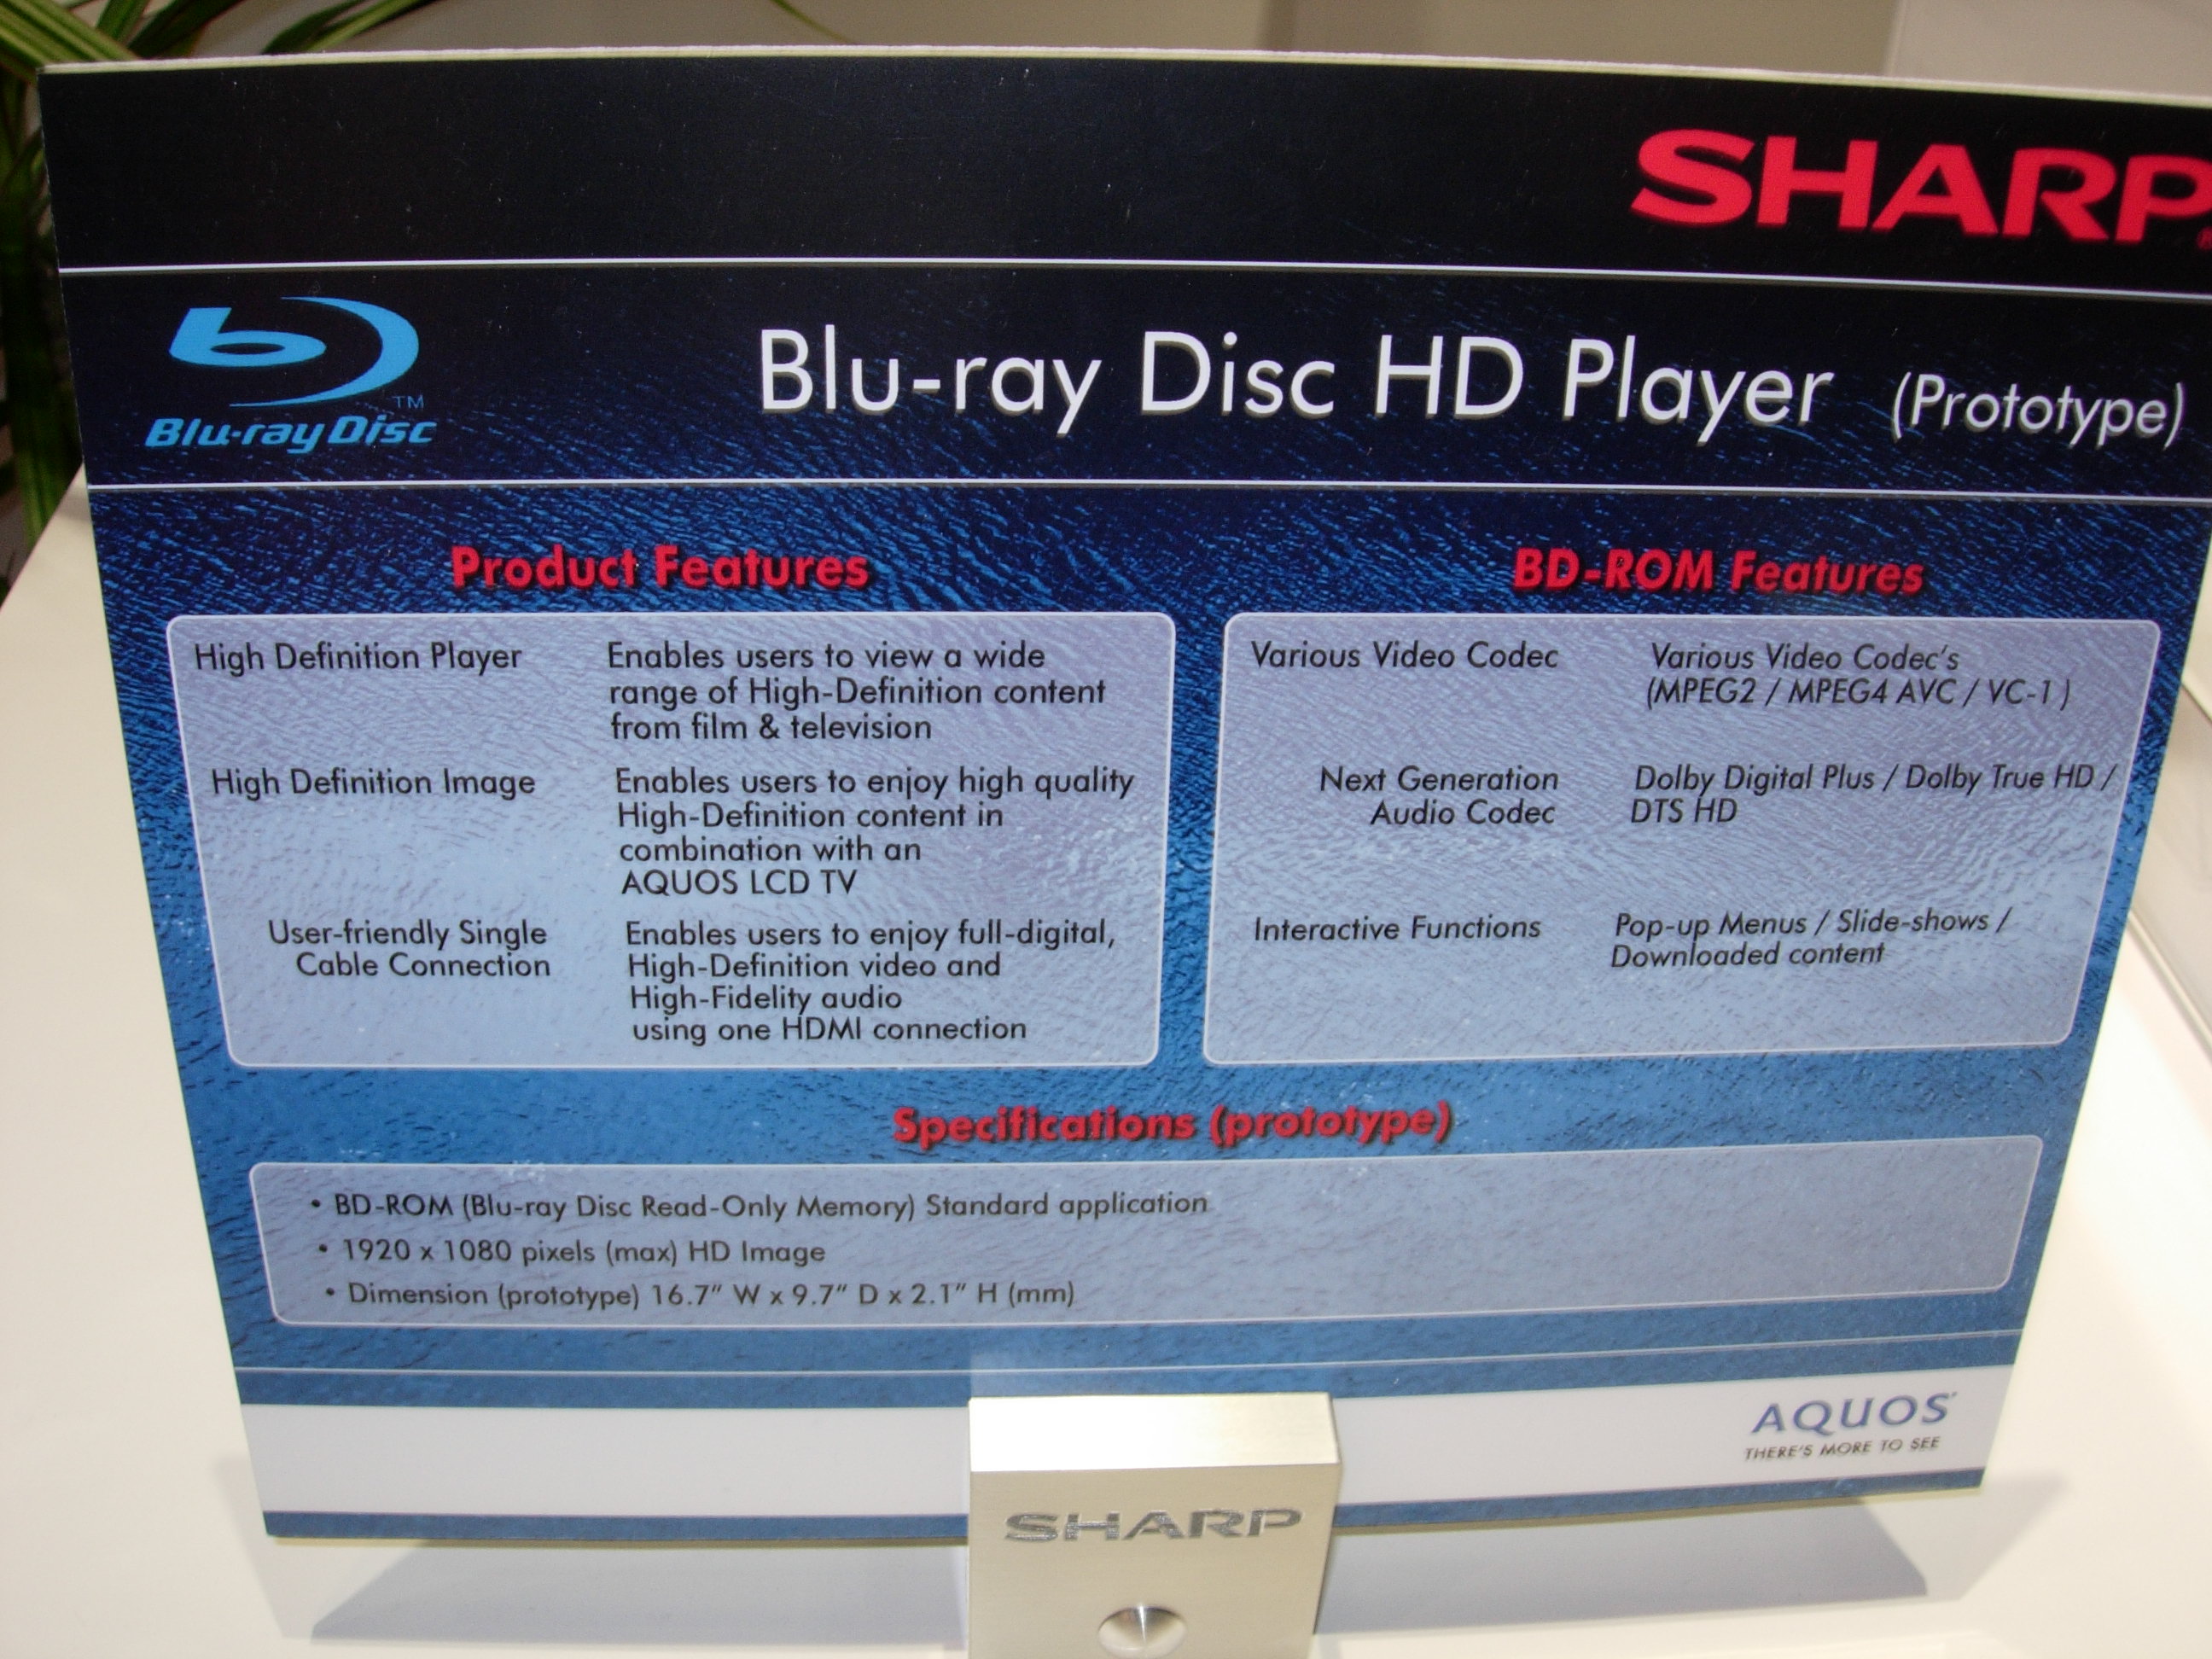 SHARP
Blu-ray Disc™
Blu-ray Disc HD Player (Prototype)
Product Features
High Definition Player
Enables users to view a wide
range of High-Definition content
from film & television
High Definition Image
Enables users to enjoy high quality
High-Definition content in
combination with an
AQUOS LCD TV
User-friendly Single
Cable Connection
Enables users to enjoy full-digital,
High-Definition video and
High-Fidelity audio
using one HDMI connection
BD-ROM Features
Various Video Codec
Various Video Codec's
(MPEG2 / MPEG4 AVC / VC-1 )
Next Generation
Audio Codec
Dolby Digital Plus / Dolby True HD /
DTS HD
Interactive Functions
Pop-up Menus / Slide-shows /
Downloaded content
Specifications (prototype)
• BD-ROM (Blu-ray Disc Read-Only Memory) Standard application
• 1920 x 1080 pixels (max) HD Image
• Dimension (prototype) 16.7" W x 9.7" D x 2.1" H (mm)
AQUOS
THERE'S MORE TO SEE
SHARP